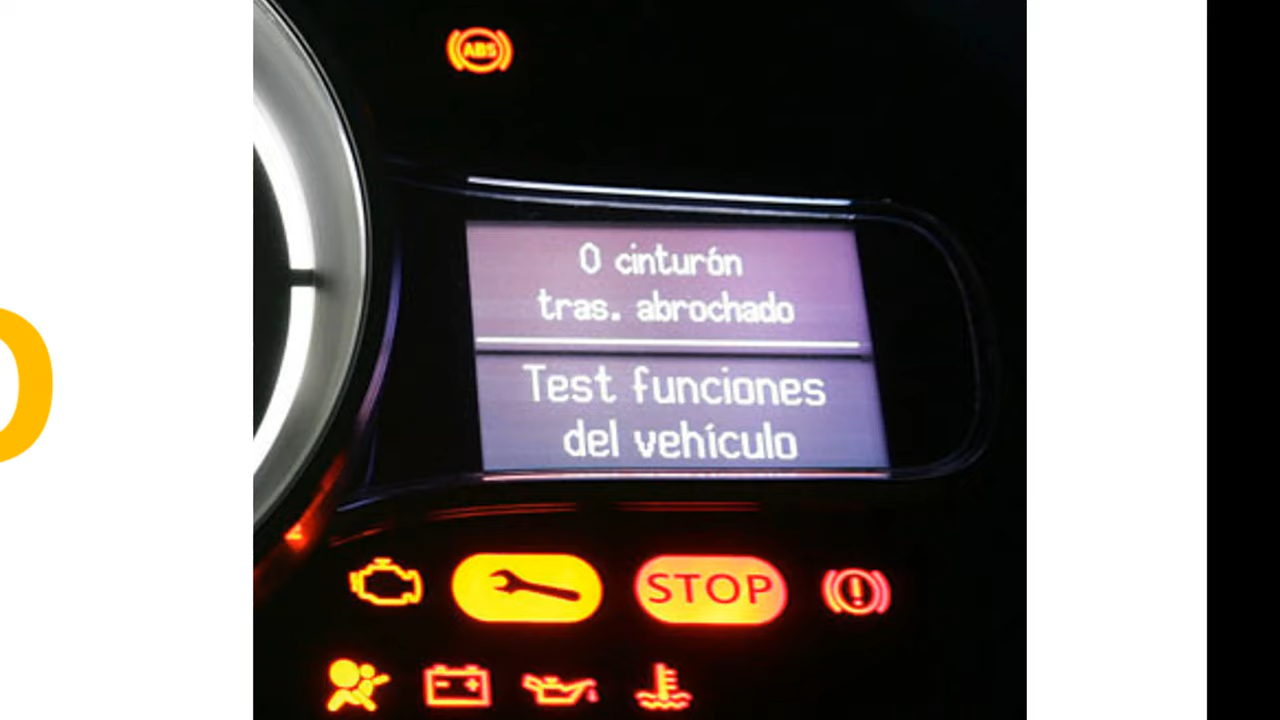 ABS
0 cinturón
tras. abrochado
Test funciones
del vehículo
STOP